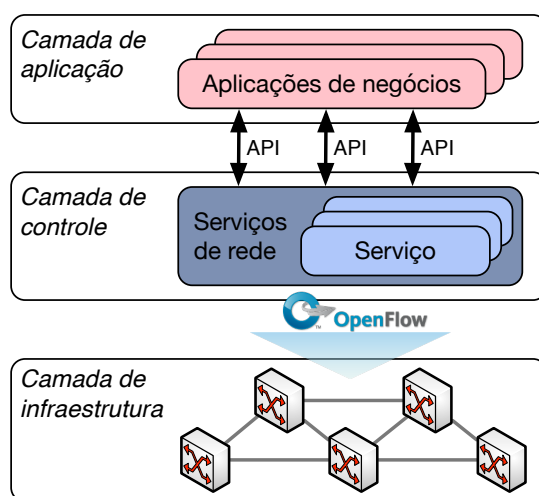 Camada de
aplicação
Aplicações de negócios
API
API
API
Camada de
controle
Serviços
de rede
Serviço
OpenFlow
TM
Camada de
infraestrutura